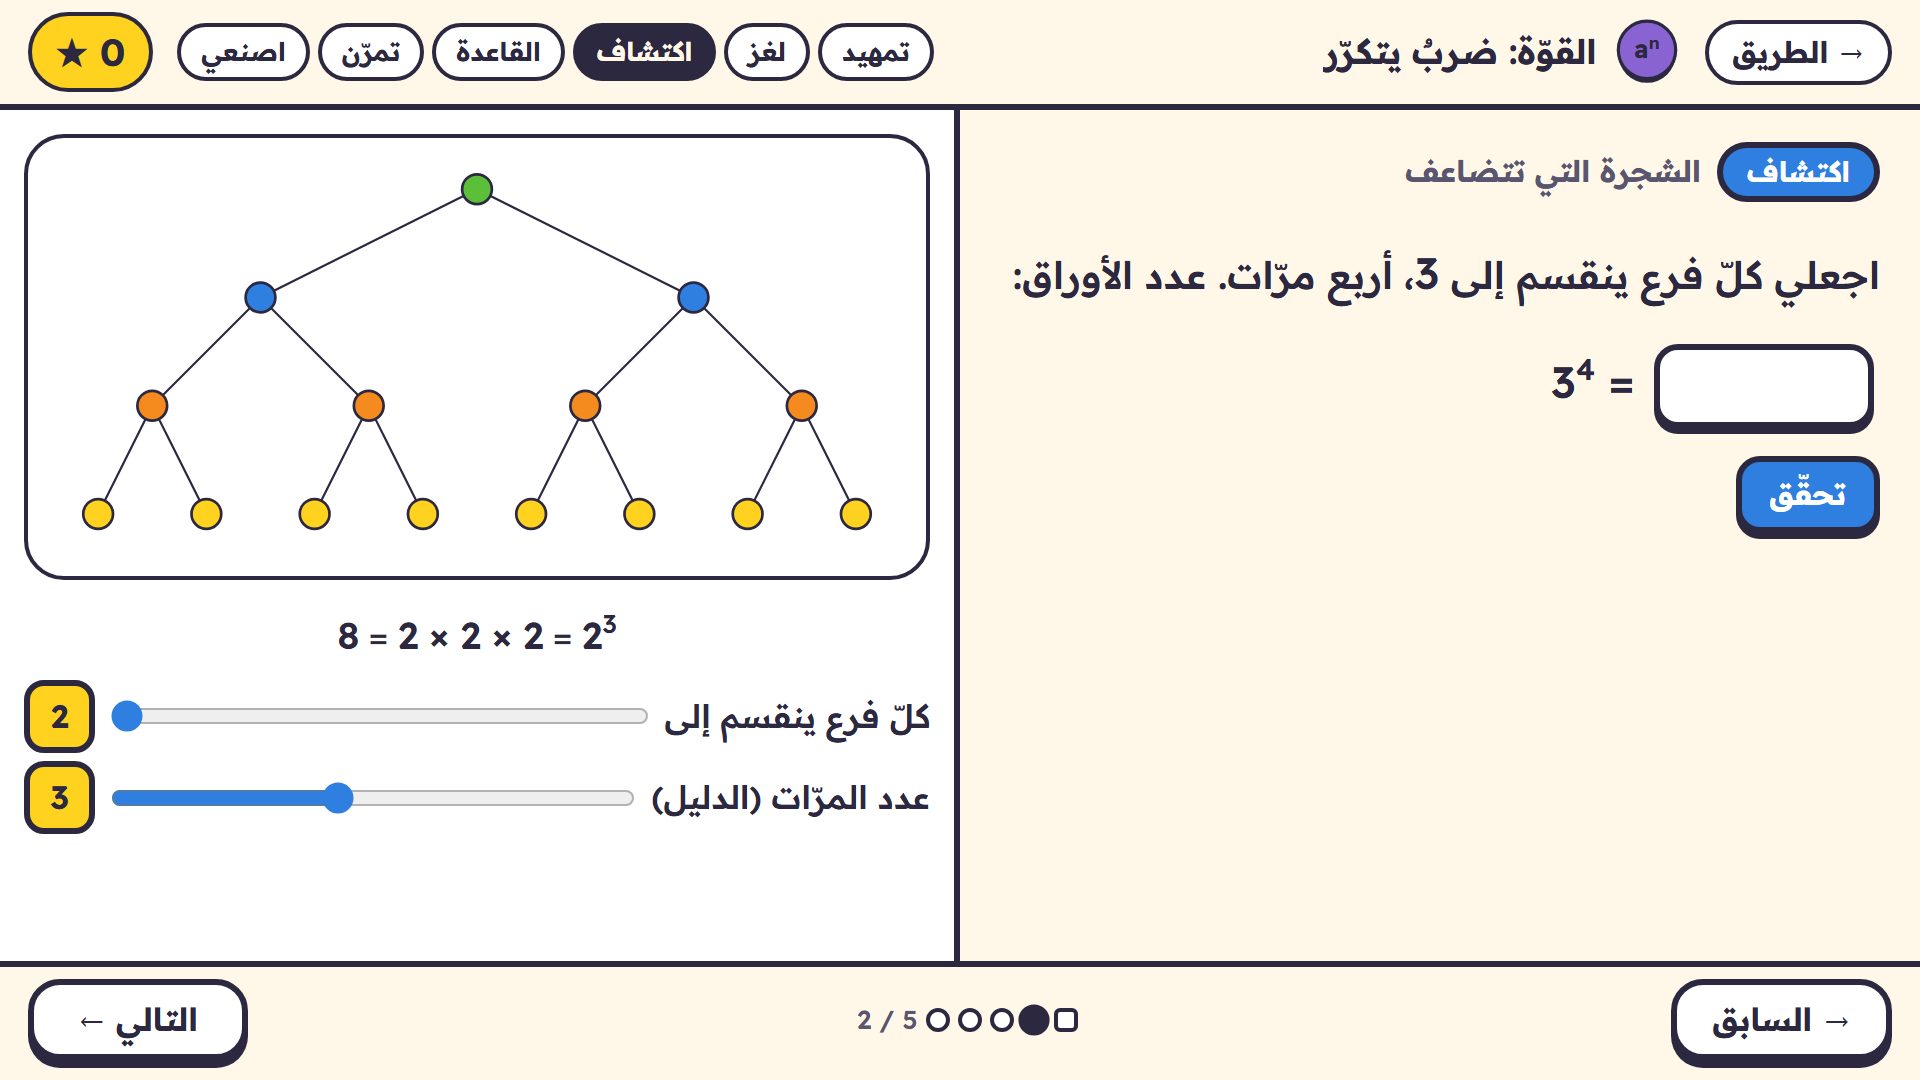 → الطريق
aⁿ
القوّة: ضربُ يتكرّر
تمهيد
لغز
اكتشاف
القاعدة
تمرّن
اصنعي
★ 0
اكتشاف
الشجرة التي تتضاعف
اجعلي كلّ فرع ينقسم إلى 3، أربع مرّات. عدد الأوراق:
3⁴ =
تحقّق
8 = 2 × 2 × 2 = 2³
كلّ فرع ينقسم إلى
2
عدد المرّات (الدليل)
3
→ السابق
2 / 5
التالي ←